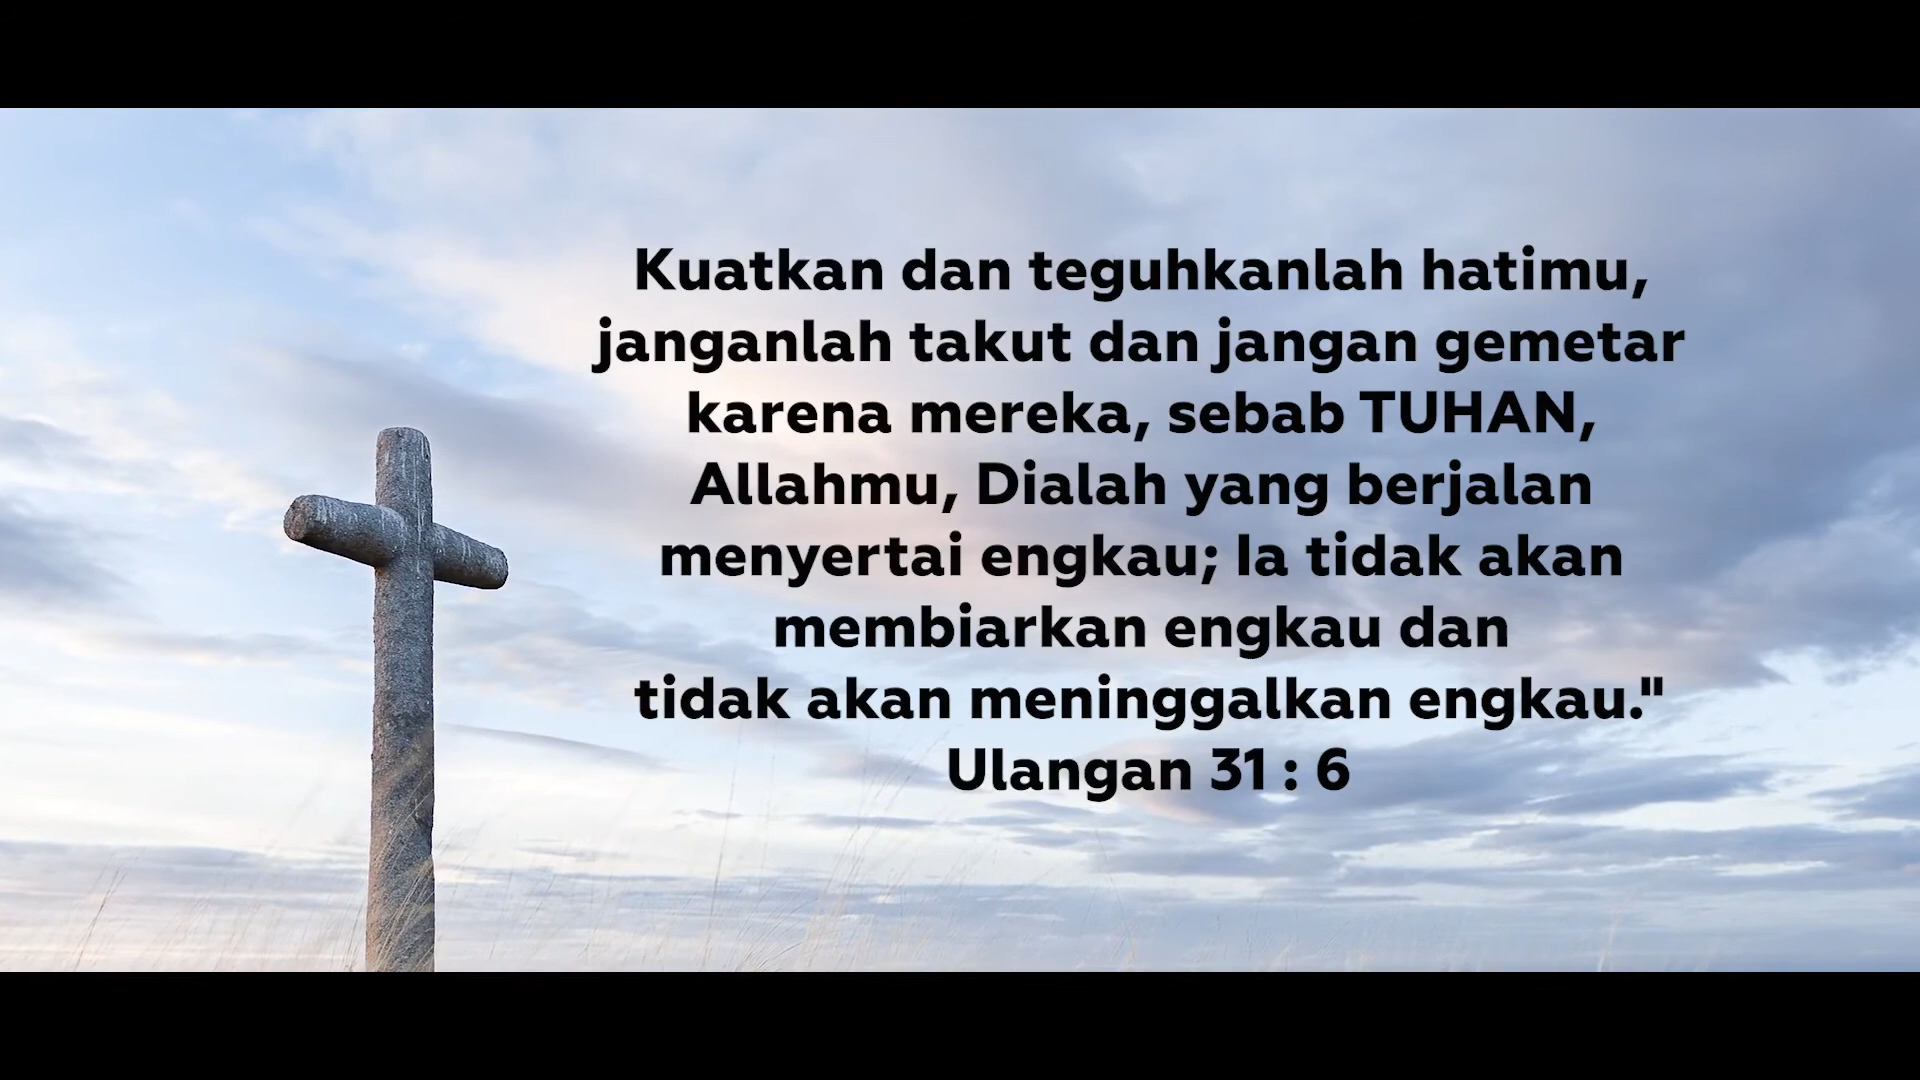 Kuatkan dan teguhkanlah hatimu,
janganlah takut dan jangan gemetar
karena mereka, sebab TUHAN,
Allahmu, Dialah yang berjalan
menyertai engkau; Ia tidak akan
membiarkan engkau dan
tidak akan meninggalkan engkau."
Ulangan 31 : 6